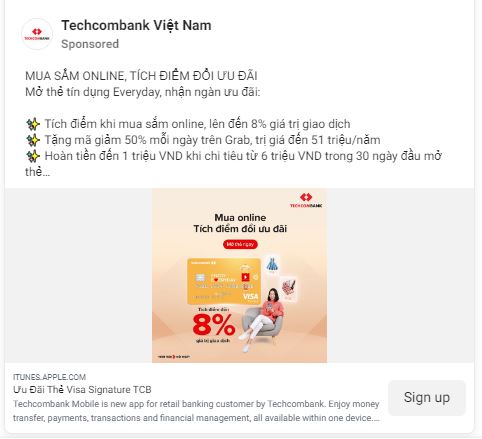 Techcombank Việt Nam
Sponsored
MUA SẮM ONLINE, TÍCH ĐIỂM ĐỔI ƯU ĐÃI
Mở thẻ tín dụng Everyday, nhận ngàn ưu đãi:
✨ Tích điểm khi mua sắm online, lên đến 8% giá trị giao dịch
✨ Tặng mã giảm 50% mỗi ngày trên Grab, trị giá đến 51 triệu/năm
✨ Hoàn tiền đến 1 triệu VND khi chi tiêu từ 6 triệu VND trong 30 ngày đầu mở
thẻ...
TECHCOMBANK
Mua online
Tích điểm đổi ưu đãi
Mở thẻ ngay
VISA
Tích điểm đổi
8%
giá trị giao dịch
ITUNES.APPLE.COM
Ưu Đãi Thẻ Visa Signature TCB
Techcombank Mobile is new app for retail banking customer by Techcombank. Enjoy money
transfer, payments, transactions and financial management, all available within one device....
Sign up